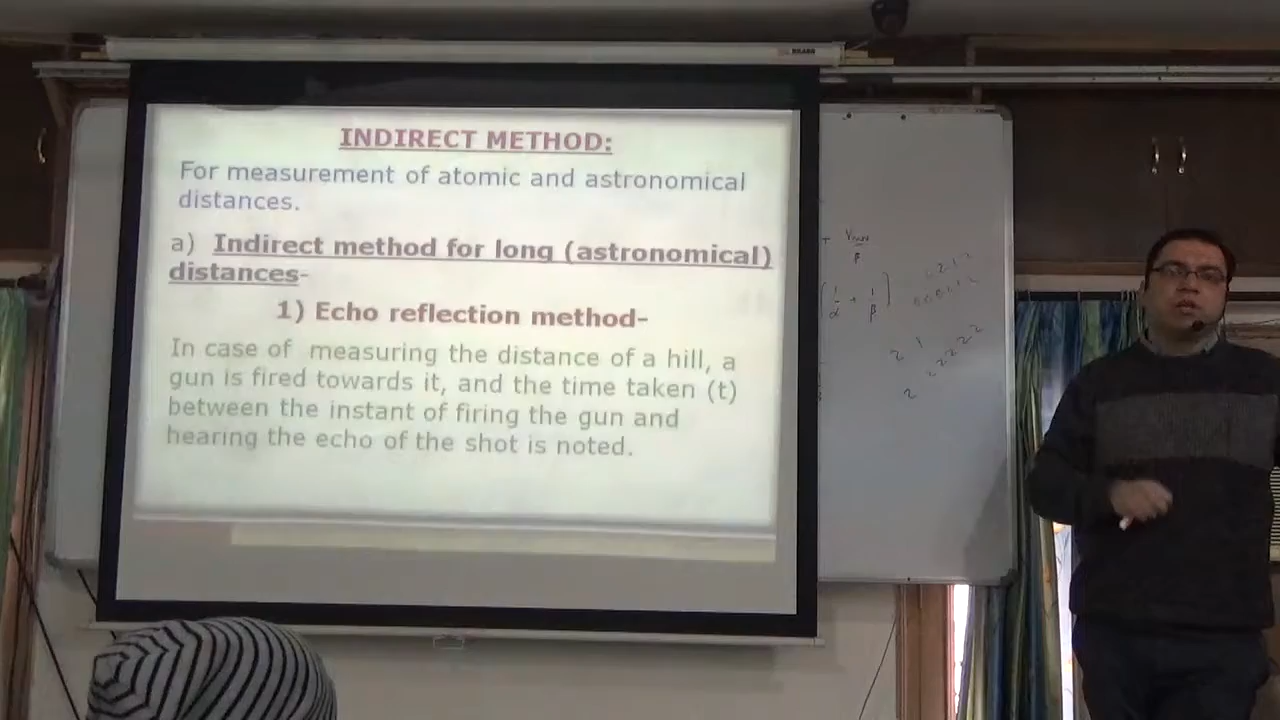 INDIRECT METHOD:
For measurement of atomic and astronomical
distances.
a) Indirect method for long (astronomical)
distances-
1) Echo reflection method-
In case of measuring the distance of a hill, a
gun is fired towards it, and the time taken (t)
between the instant of firing the gun and
hearing the echo of the shot is noted.